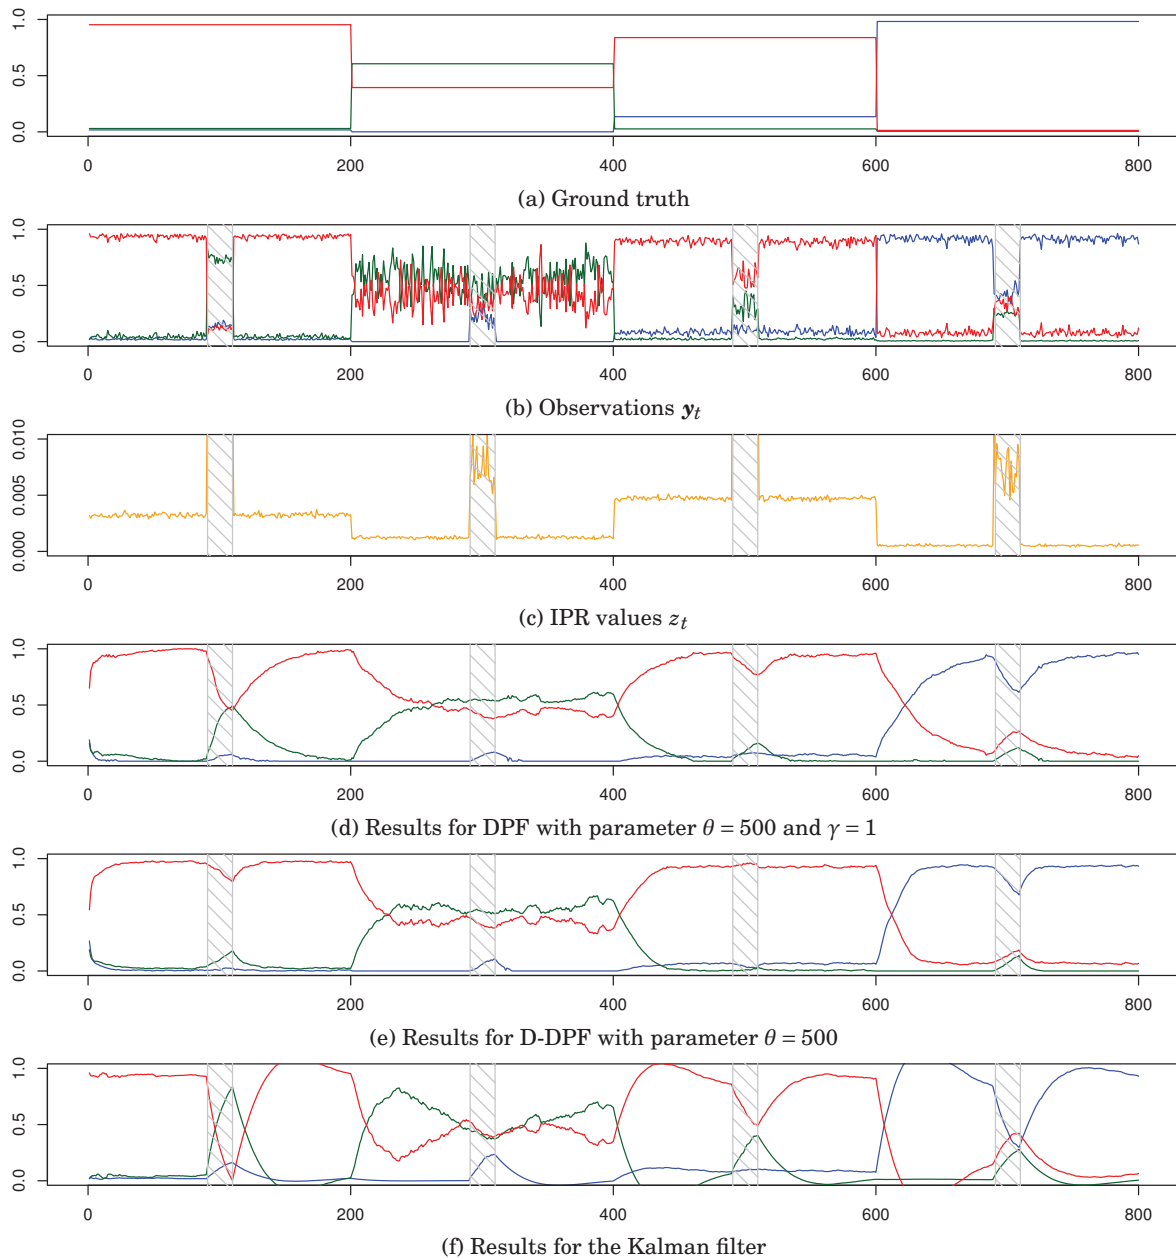 1.0
0.5
0.0
0 200 400 600 800
(a) Ground truth
1.0
0.5
0.0
0 200 400 600 800
(b) Observations yₜ
0.010
0.005
0.000
0 200 400 600 800
(c) IPR values zₜ
1.0
0.5
0.0
0 200 400 600 800
(d) Results for DPF with parameter θ = 500 and γ = 1
1.0
0.5
0.0
0 200 400 600 800
(e) Results for D-DPF with parameter θ = 500
1.0
0.5
0.0
0 200 400 600 800
(f) Results for the Kalman filter